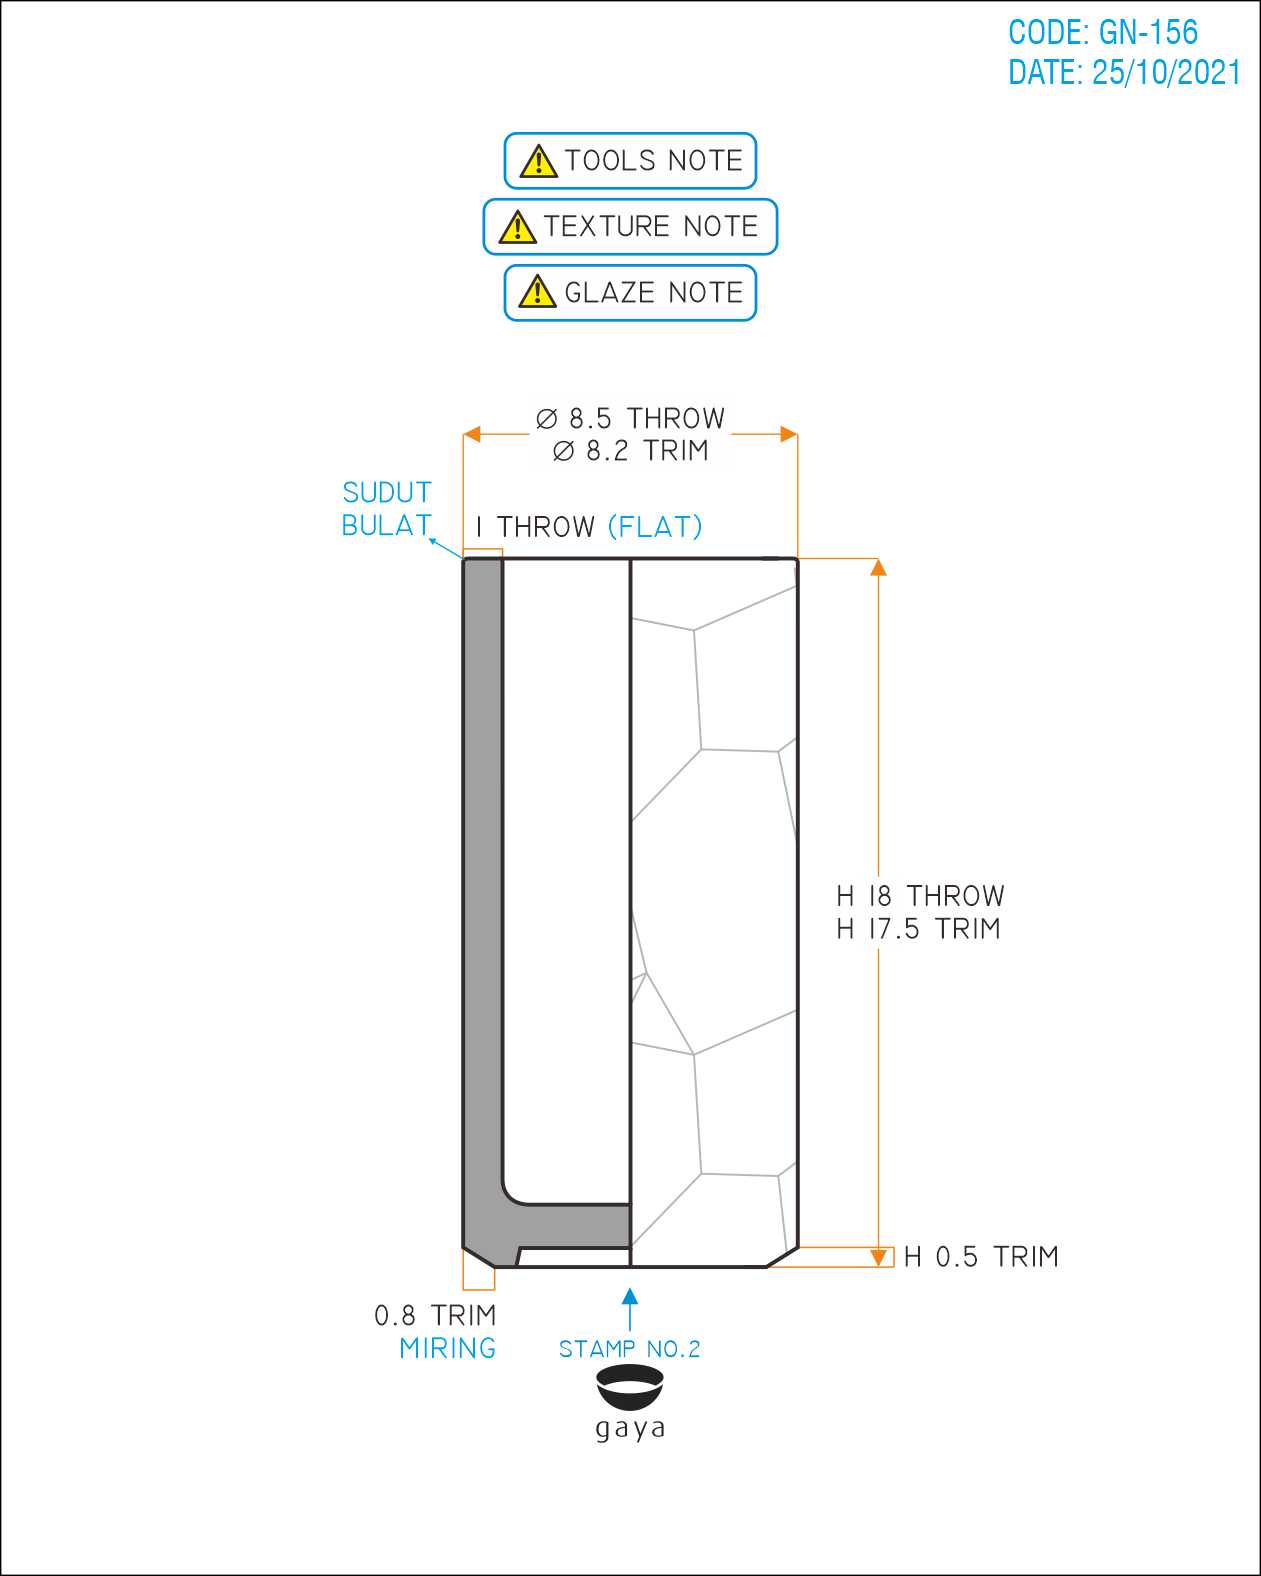 CODE: GN-156
DATE: 25/10/2021
TOOLS NOTE
TEXTURE NOTE
GLAZE NOTE
Ø 8.5 THROW
Ø 8.2 TRIM
SUDUT
BULAT
1 THROW (FLAT)
H 18 THROW
H 17.5 TRIM
H 0.5 TRIM
0.8 TRIM
MIRING
STAMP NO.2
gaya